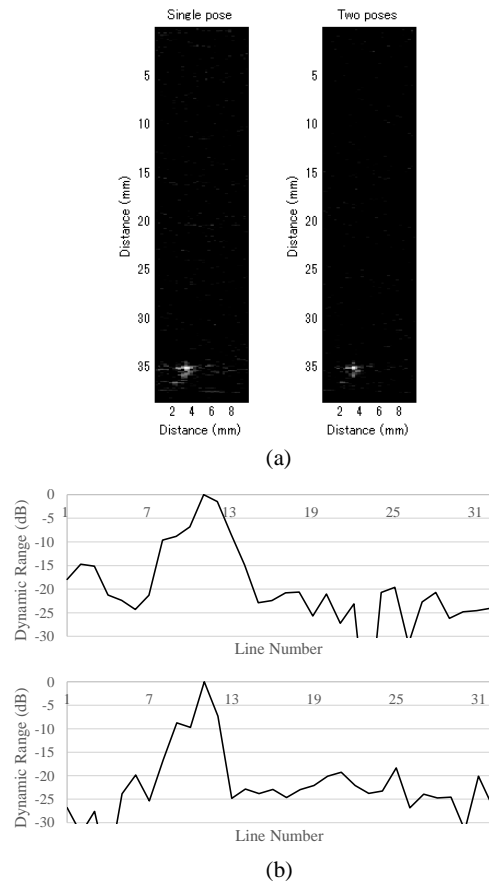 Single pose Two poses
5 5
10 10
15 15
20 20
25 25
30 30
35 35
Distance (mm) Distance (mm)
2 4 6 8 2 4 6 8
Distance (mm) Distance (mm)
(a)
Dynamic Range (dB)
0
-5
-10
-15
-20
-25
-30
1 7 13 19 25 31
Line Number
Dynamic Range (dB)
0
-5
-10
-15
-20
-25
-30
1 7 13 19 25 31
Line Number
(b)